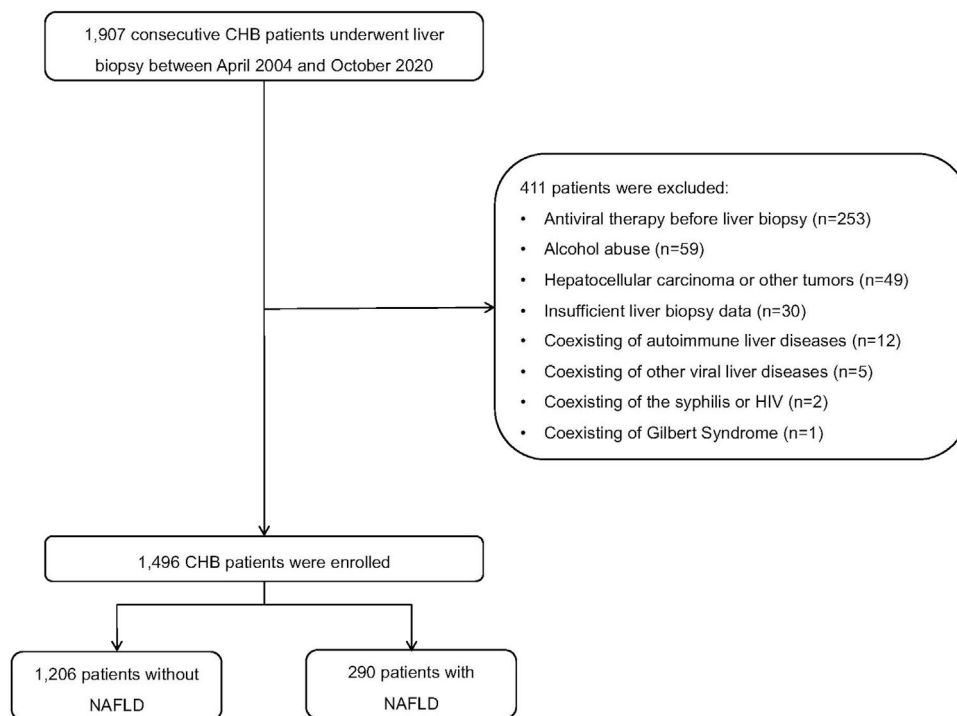 1,907 consecutive CHB patients underwent liver
biopsy between April 2004 and October 2020
411 patients were excluded:
• Antiviral therapy before liver biopsy (n=253)
• Alcohol abuse (n=59)
• Hepatocellular carcinoma or other tumors (n=49)
• Insufficient liver biopsy data (n=30)
• Coexisting of autoimmune liver diseases (n=12)
• Coexisting of other viral liver diseases (n=5)
• Coexisting of the syphilis or HIV (n=2)
• Coexisting of Gilbert Syndrome (n=1)
1,496 CHB patients were enrolled
1,206 patients without
NAFLD
290 patients with
NAFLD